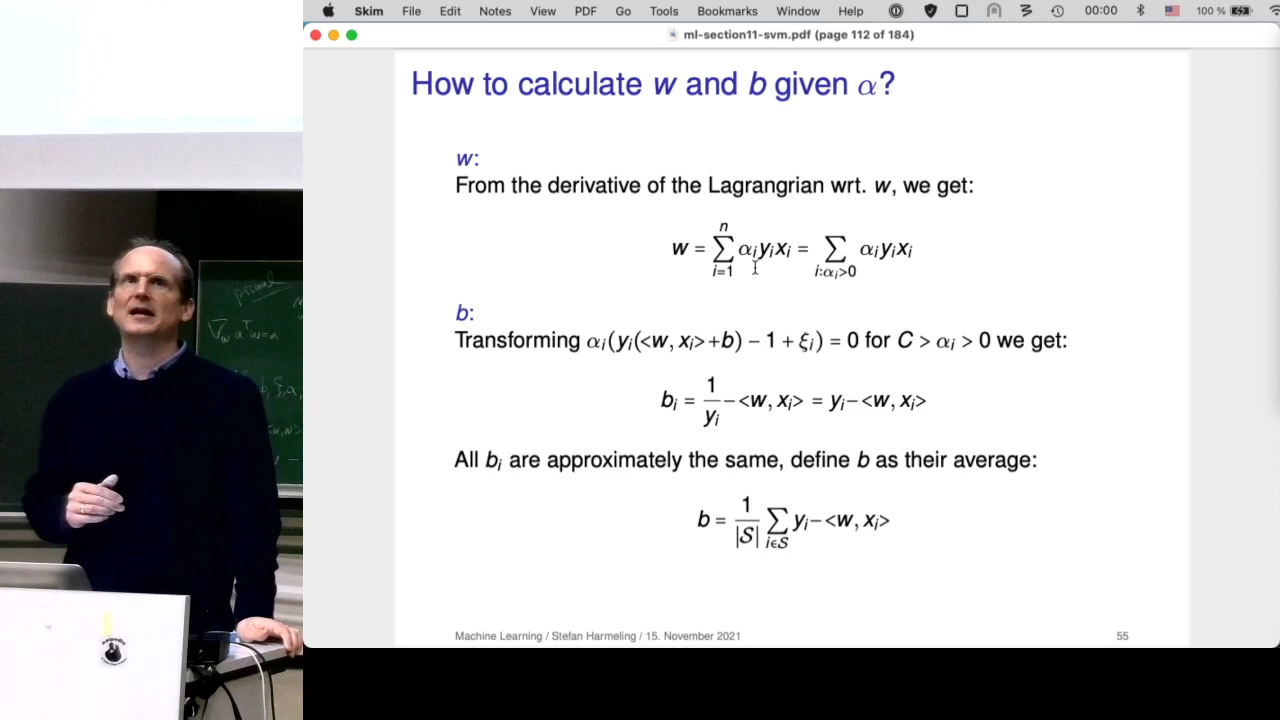 Skim File Edit Notes View PDF Go Tools Bookmarks Window Help 00:00 100 %
ml-section11-svm.pdf (page 112 of 184)
How to calculate w and b given α?
w:
From the derivative of the Lagrangrian wrt. w, we get:
w = ∑_{i=1}^{n} α_i y_i x_i = ∑_{i:α_i>0} α_i y_i x_i
b:
Transforming α_i(y_i(<w, x_i>+b) − 1 + ξ_i) = 0 for C > α_i > 0 we get:
b_i = \frac{1}{y_i} −<w, x_i> = y_i−<w, x_i>
All b_i are approximately the same, define b as their average:
b = \frac{1}{|S|} ∑_{i∈S} y_i−<w, x_i>
Machine Learning / Stefan Harmeling / 15. November 2021 55
primal
∇_w a^T w = a